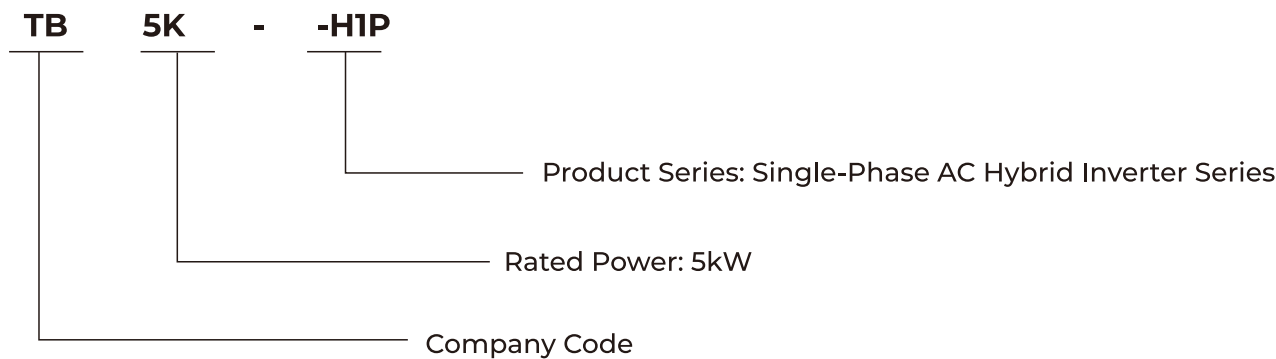 TB 5K - -H1P
Product Series: Single-Phase AC Hybrid Inverter Series
Rated Power: 5kW
Company Code